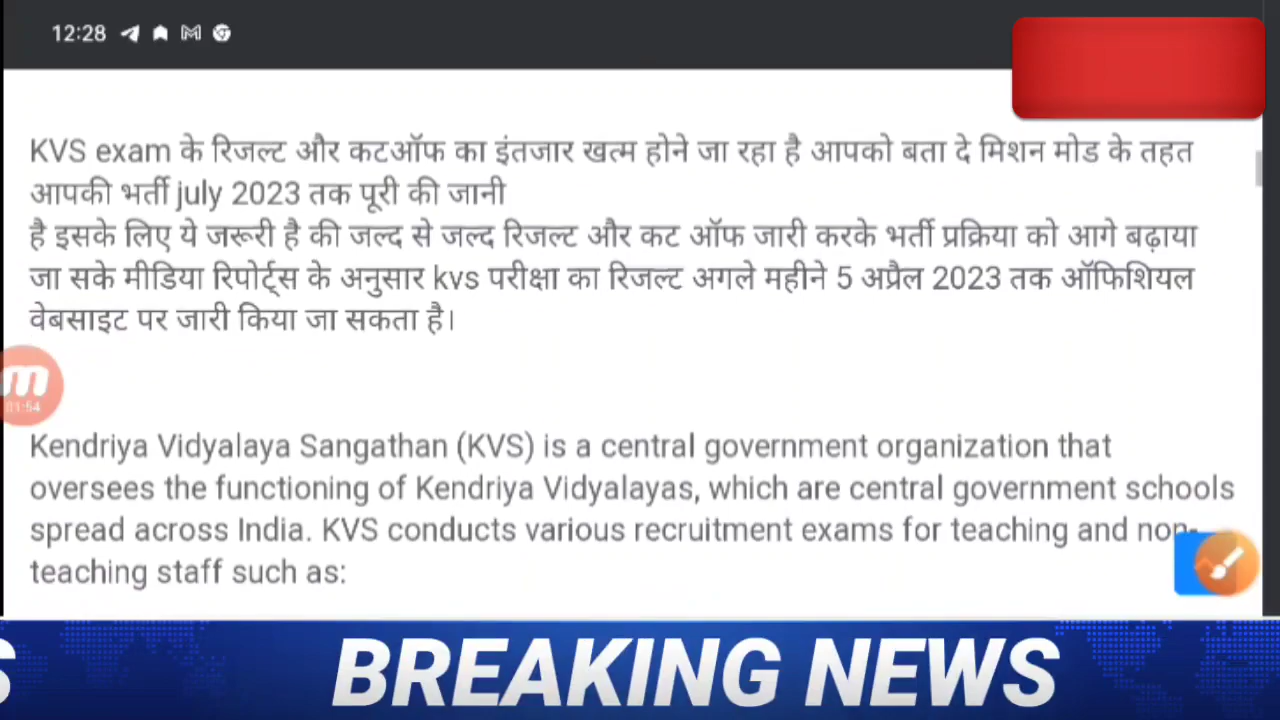 12:28
KVS exam के रिजल्ट और कटऑफ का इंतजार खत्म होने जा रहा है आपको बता दे मिशन मोड के तहत
आपकी भर्ती july 2023 तक पूरी की जानी
है इसके लिए ये जरूरी है की जल्द से जल्द रिजल्ट और कट ऑफ जारी करके भर्ती प्रक्रिया को आगे बढ़ाया
जा सके मीडिया रिपोर्ट्स के अनुसार kvs परीक्षा का रिजल्ट अगले महीने 5 अप्रैल 2023 तक ऑफिशियल
वेबसाइट पर जारी किया जा सकता है।
m
01:54
Kendriya Vidyalaya Sangathan (KVS) is a central government organization that
oversees the functioning of Kendriya Vidyalayas, which are central government schools
spread across India. KVS conducts various recruitment exams for teaching and non-
teaching staff such as:
S BREAKING NEWS